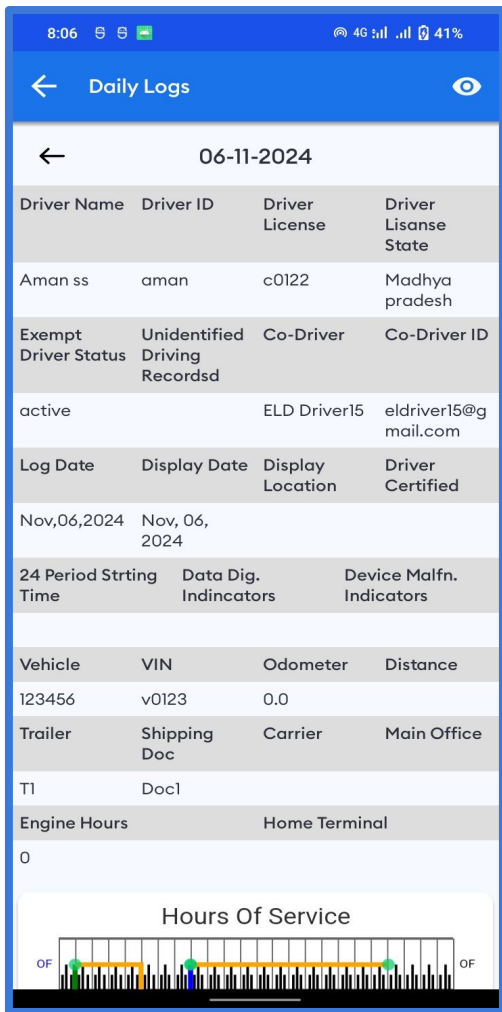 8:06 4G 41%
Daily Logs
06-11-2024
Driver Name Driver ID Driver License Driver Lisanse State
Aman ss aman c0122 Madhya pradesh
Exempt Driver Status Unidentified Driving Recordsd Co-Driver Co-Driver ID
active ELD Driver15 eldriver15@gmail.com
Log Date Display Date Display Location Driver Certified
Nov,06,2024 Nov, 06, 2024
24 Period Strting Time Data Dig. Indincators Device Malfn. Indicators
Vehicle VIN Odometer Distance
123456 v0123 0.0
Trailer Shipping Doc Carrier Main Office
T1 Doc1
Engine Hours Home Terminal
0
Hours Of Service
OF OF